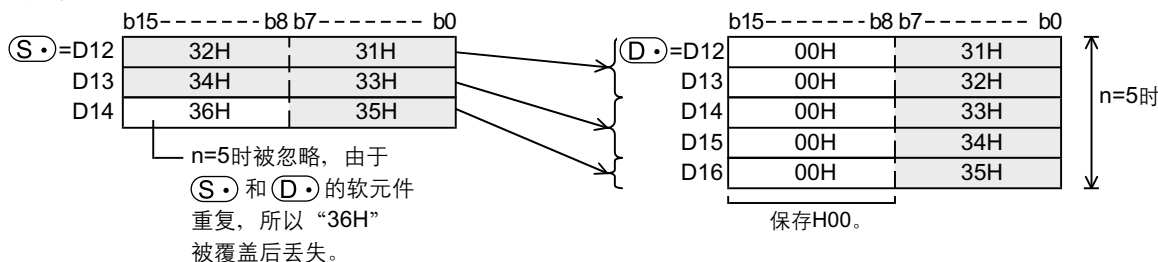 b15-------b8 b7------- b0
b15-------b8 b7------- b0
(S・)=D12 32H 31H
D13 34H 33H
D14 36H 35H
(D・)=D12 00H 31H
D13 00H 32H
D14 00H 33H
D15 00H 34H
D16 00H 35H
n=5时
n=5时被忽略，由于
(S・)和(D・)的软元件
重复，所以“36H”
被覆盖后丢失。
保存H00。